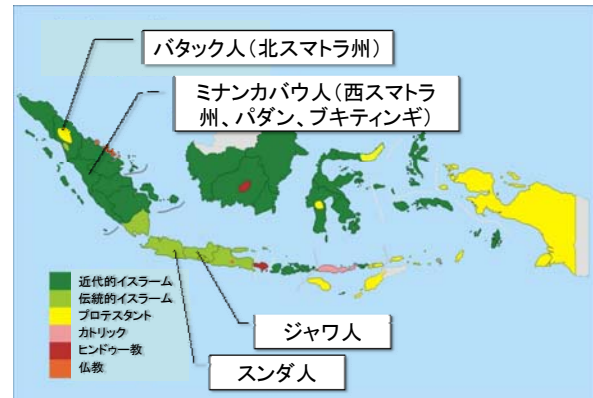 バタック人（北スマトラ州）
ミナンカバウ人（西スマトラ
州、パダン、ブキティンギ）
近代的イスラーム
伝統的イスラーム
プロテスタント
カトリック
ヒンドゥー教
仏教
ジャワ人
スンダ人